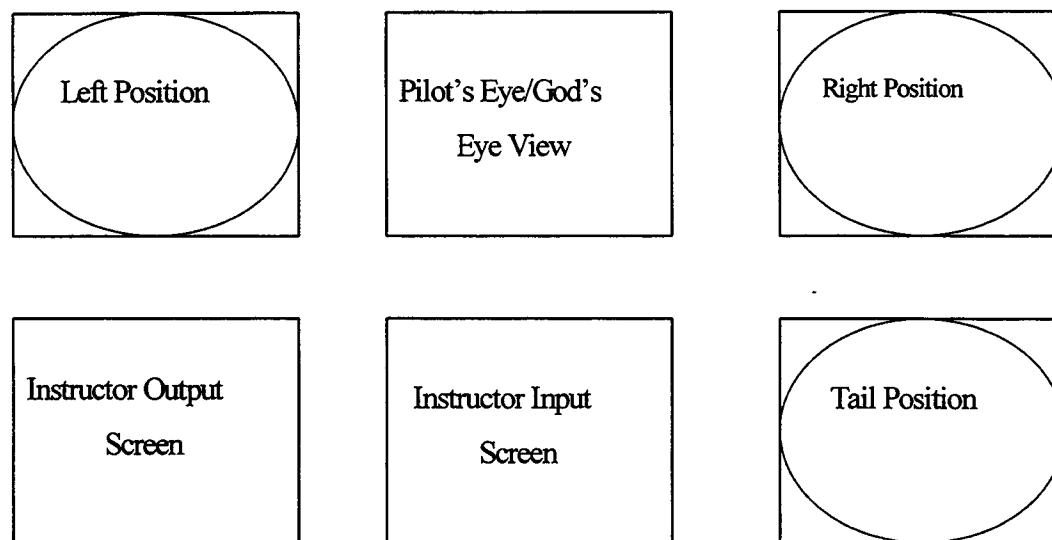 Left Position
Pilot's Eye/God's
Eye View
Right Position
Instructor Output
Screen
Instructor Input
Screen
Tail Position